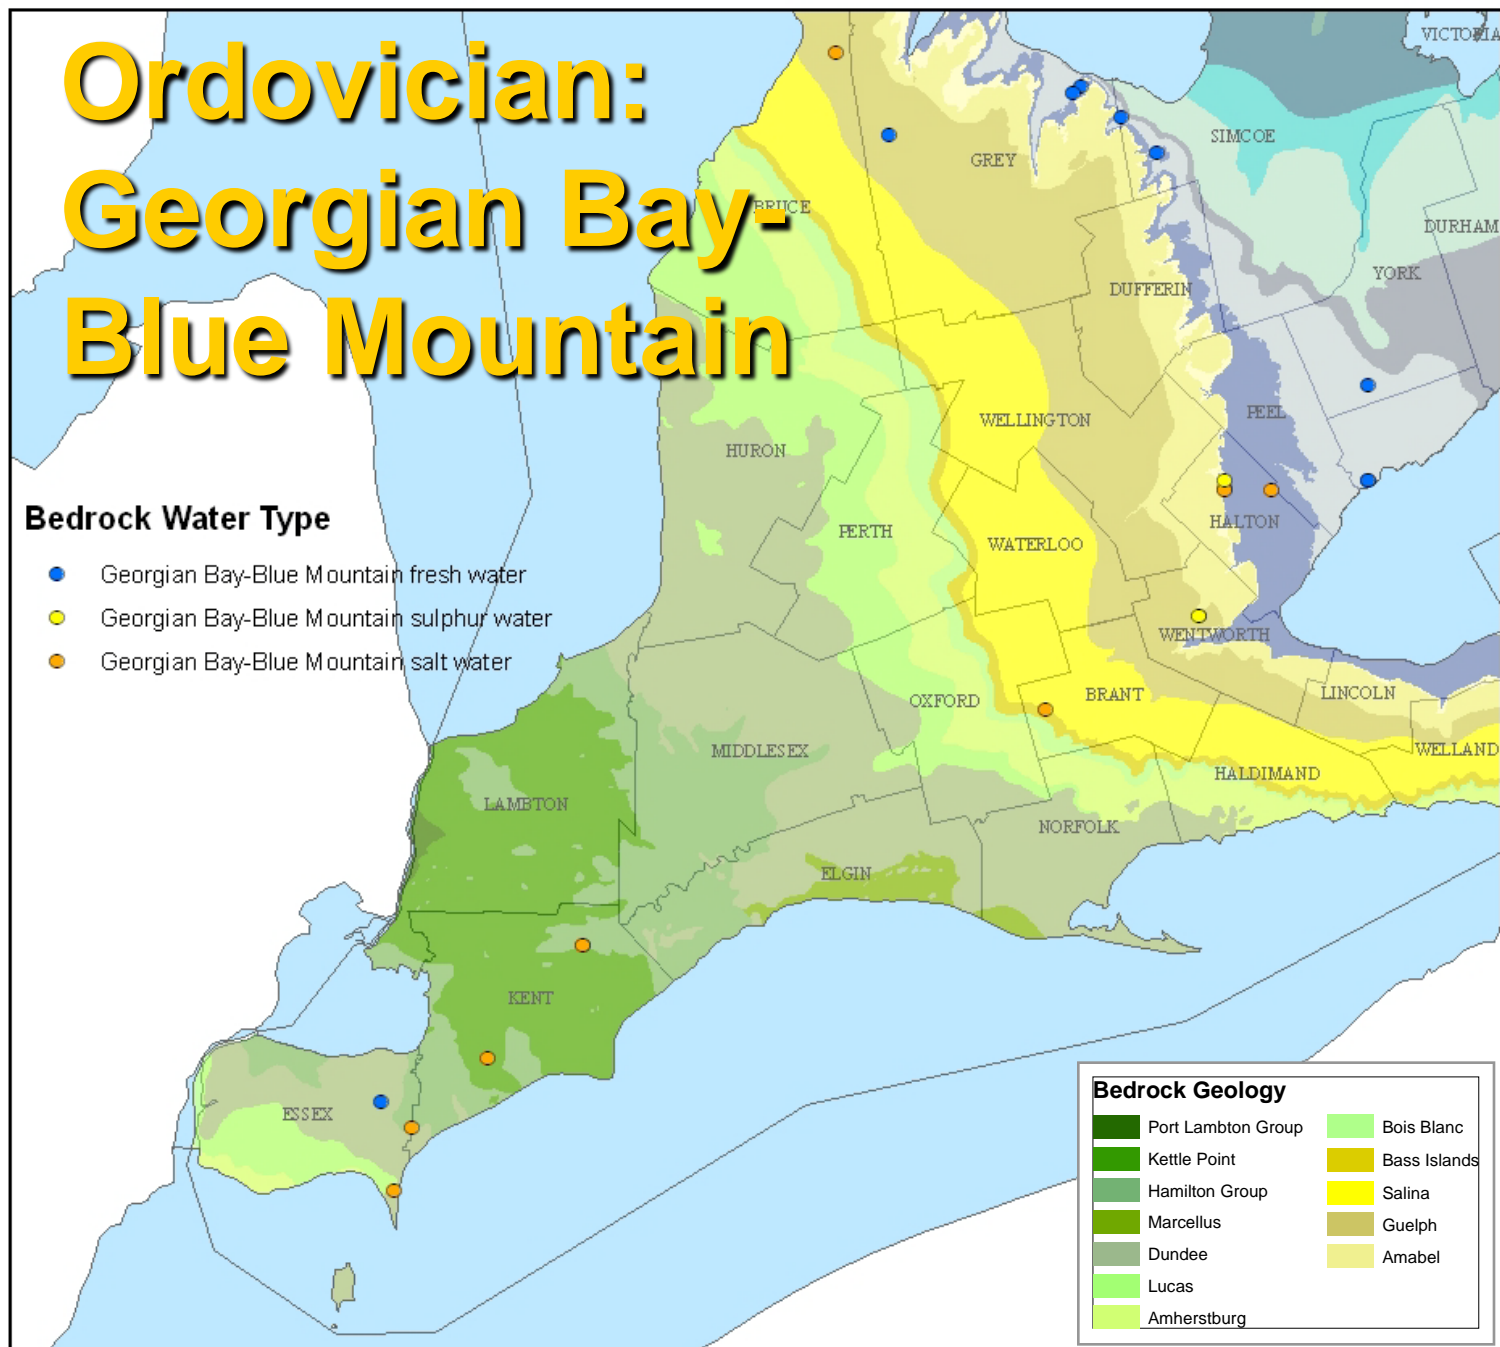 Ordovician:
Georgian Bay-
Blue Mountain
VICTORIA
SIMCOE
GREY
BRUCE
DURHAM
YORK
DUFFERIN
PEEL
WELLINGTON
HURON
Bedrock Water Type
Georgian Bay-Blue Mountain fresh water
Georgian Bay-Blue Mountain sulphur water
Georgian Bay-Blue Mountain salt water
HALTON
PERTH
WATERLOO
WENTWORTH
LINCOLN
BRANT
OXFORD
MIDDLESEX
WELLAND
HALDIMAND
LAMBTON
NORFOLK
ELGIN
KENT
ESSEX
Bedrock Geology
Port Lambton Group
Kettle Point
Hamilton Group
Marcellus
Dundee
Lucas
Amherstburg
Bois Blanc
Bass Islands
Salina
Guelph
Amabel